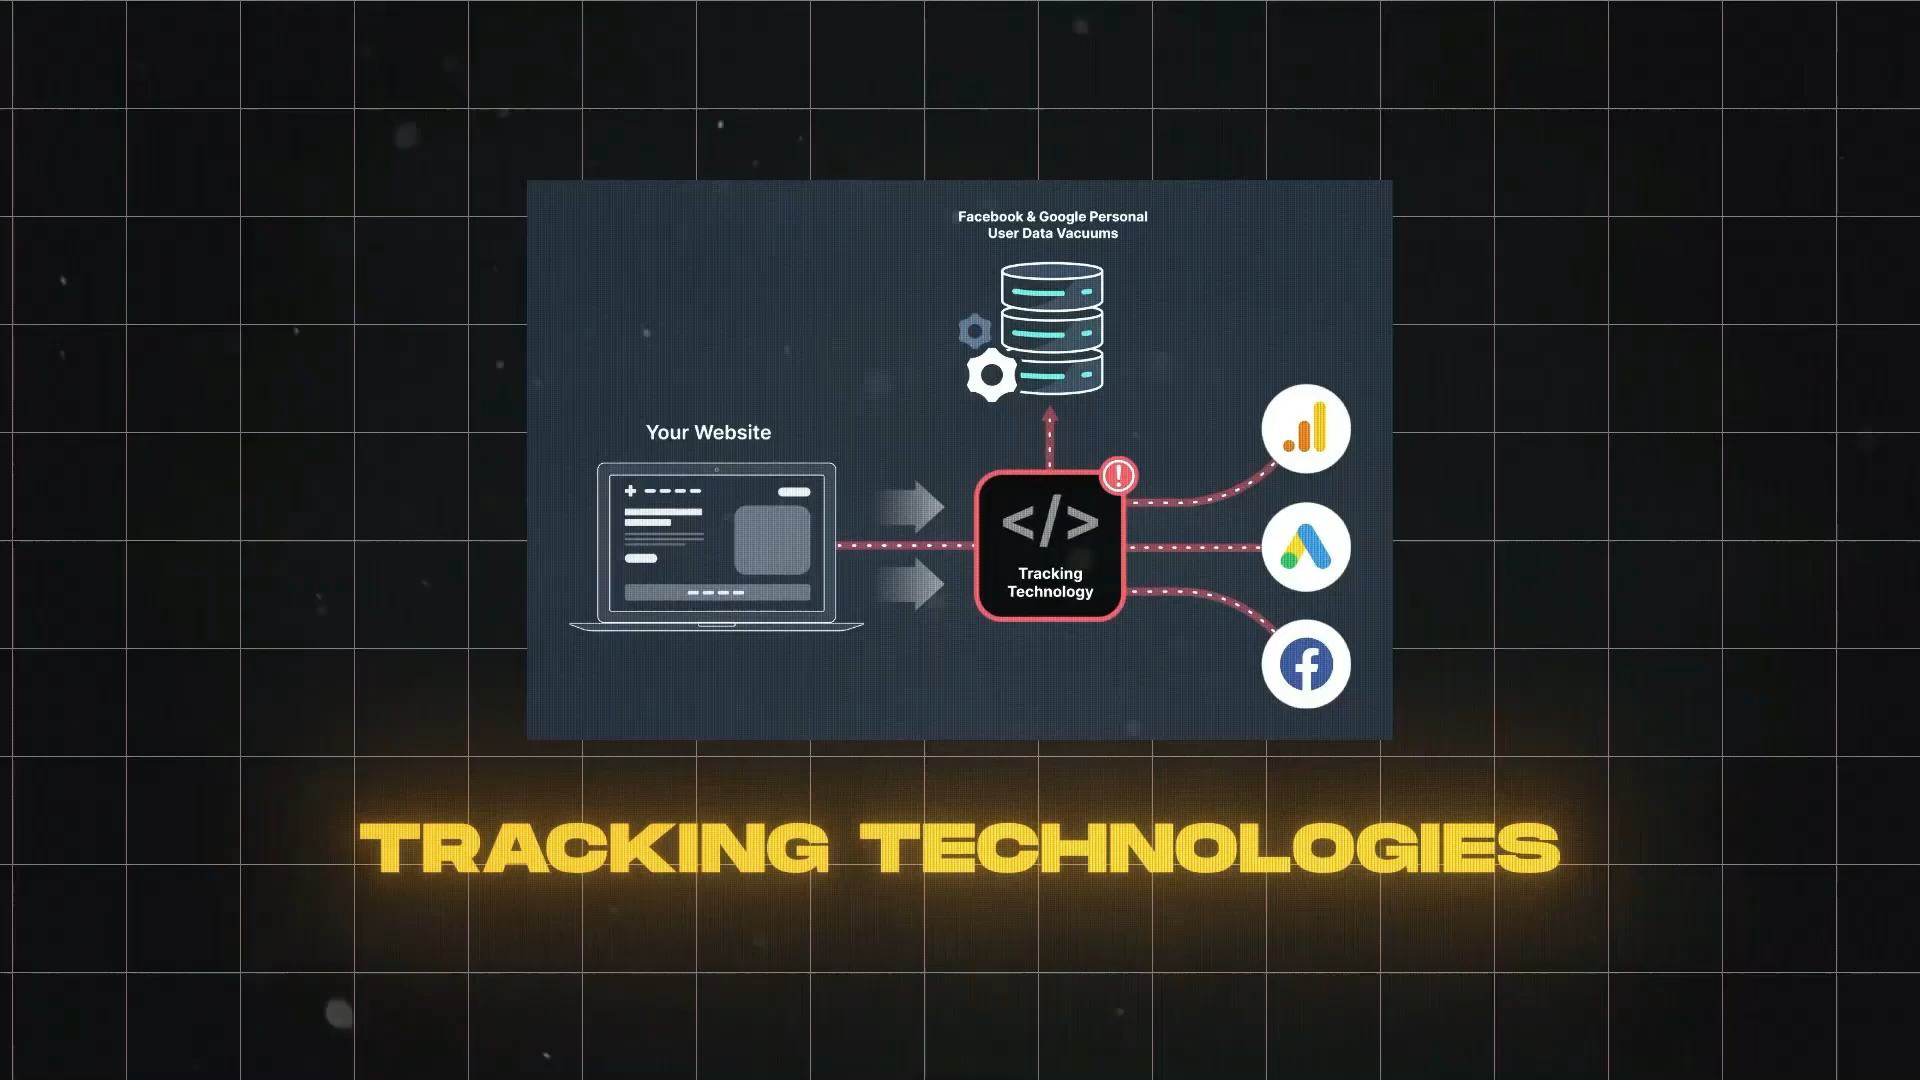 Facebook & Google Personal
User Data Vacuums
Your Website
</>
Tracking
Technology
TRACKING TECHNOLOGIES